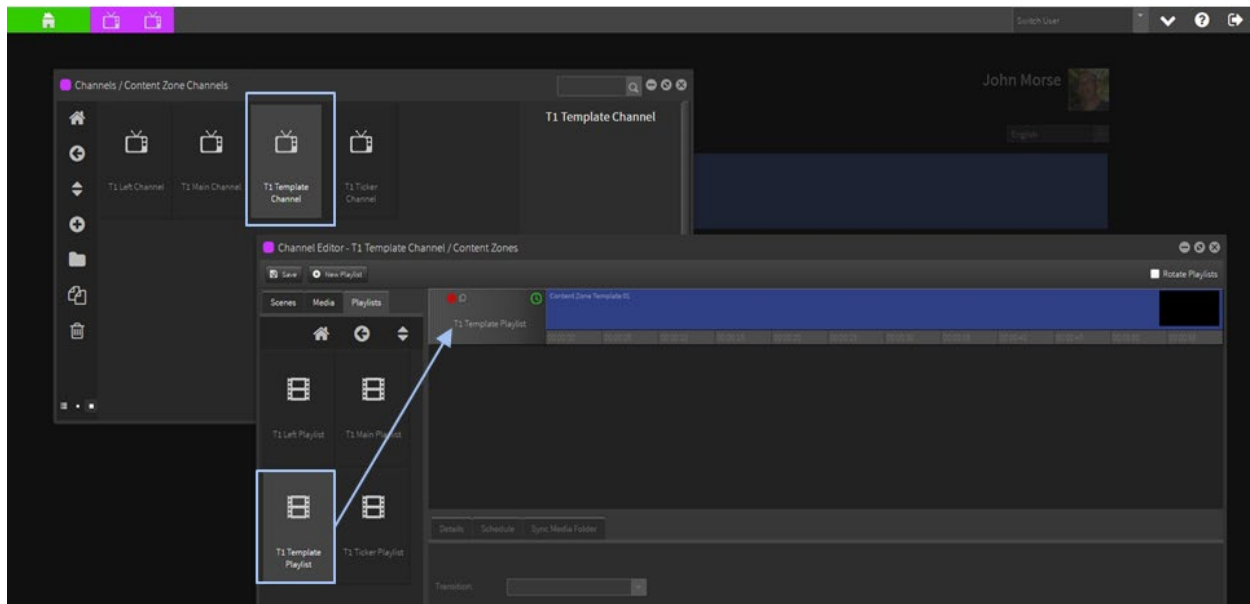 Switch User
John Morse
English
Channels / Content Zone Channels
T1 Template Channel
T1 Left Channel
T1 Main Channel
T1 Template
Channel
T1 Ticker
Channel
Channel Editor - T1 Template Channel / Content Zones
Save
New Playlist
Rotate Playlists
Scenes
Media
Playlists
Content Zone Template 01
T1 Template Playlist
T1 Left Playlist
T1 Main Playlist
T1 Template
Playlist
T1 Ticker Playlist
Details
Schedule
Sync Media Folder
Transition